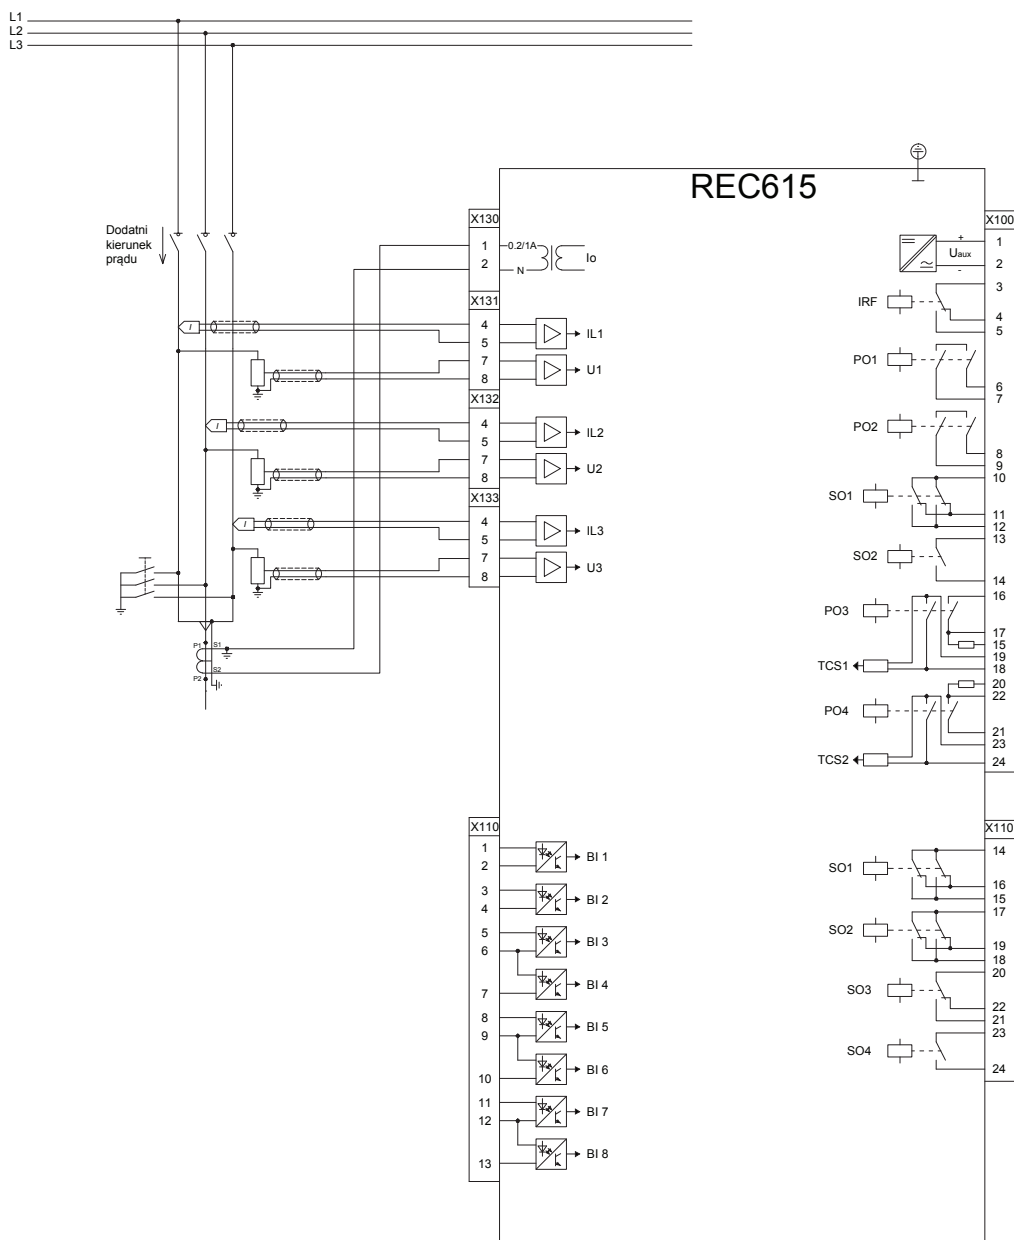 L1
L2
L3
REC615
Dodatni
kierunek
prądu
X130
1
2
0.2/1A
N
Io
X131
4
5
7
8
I
IL1
U1
X132
4
5
7
8
I
IL2
U2
X133
4
5
7
8
I
IL3
U3
P1
S1
S2
P2
X100
1
2
+
Uaux
-
3
4
5
IRF
6
7
PO1
8
9
PO2
10
11
12
SO1
13
14
SO2
16
17
15
19
18
PO3
TCS1
20
22
21
23
24
PO4
TCS2
X110
1
2
BI 1
3
4
BI 2
5
6
BI 3
7
BI 4
8
9
BI 5
10
BI 6
11
12
BI 7
13
BI 8
X110
14
16
15
SO1
17
19
18
SO2
20
22
21
SO3
23
24
SO4